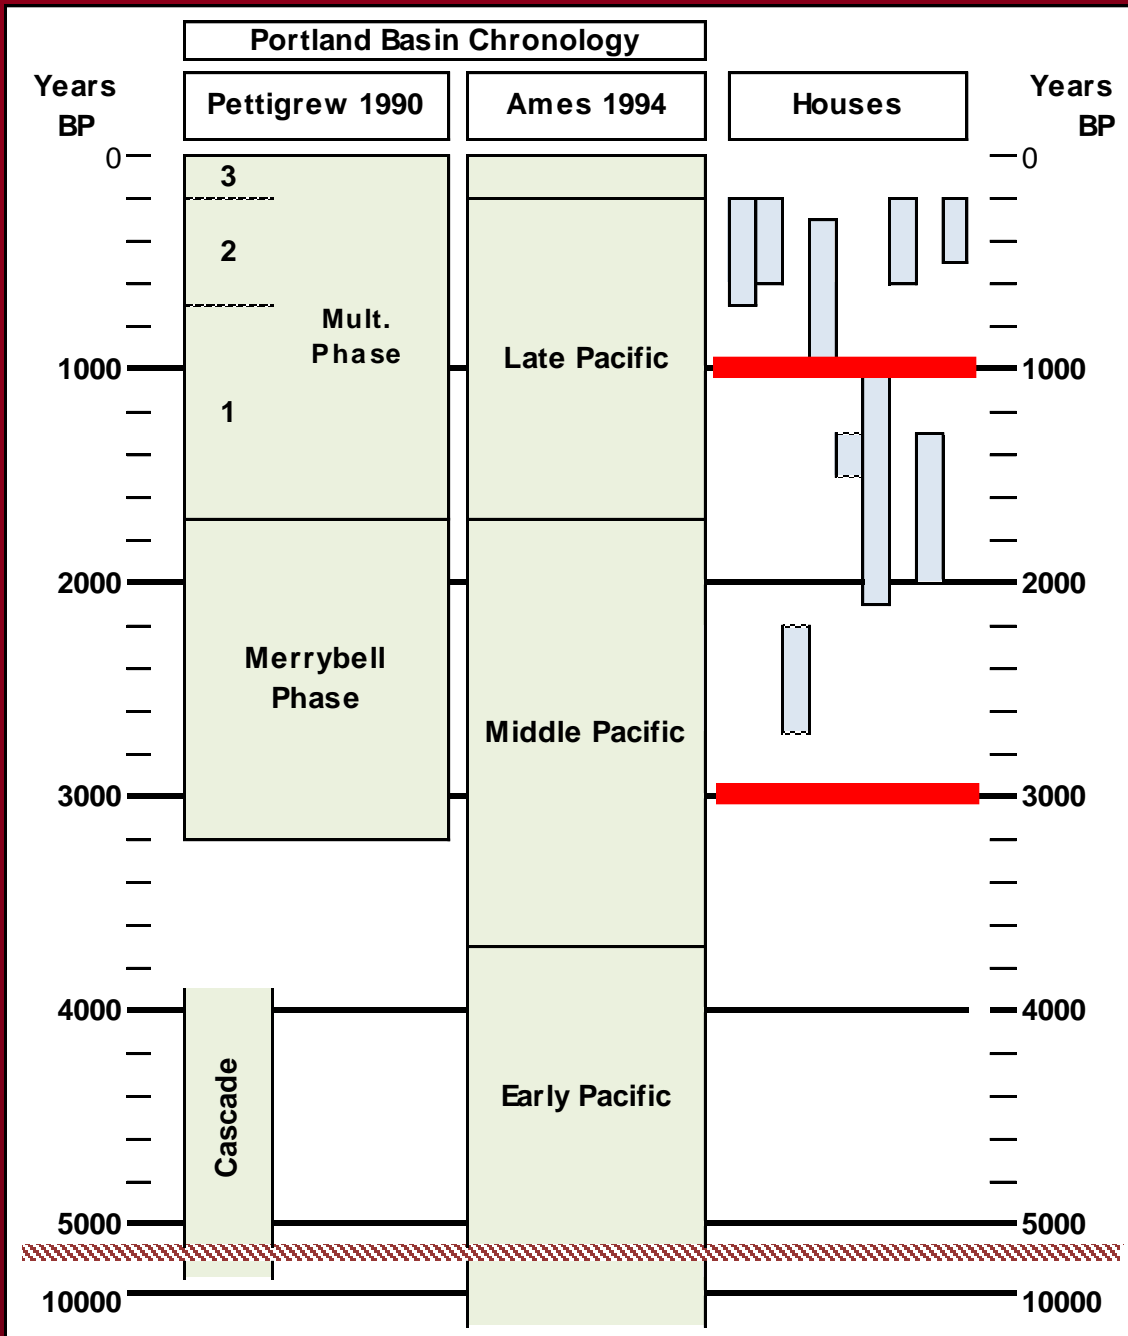 Portland Basin Chronology
Years
BP
Pettigrew 1990
Ames 1994
Houses
Years
BP
0
0
3
2
Mult.
Phase
Late Pacific
1000
1000
1
2000
2000
Merrybell
Phase
Middle Pacific
3000
3000
4000
4000
Cascade
Early Pacific
5000
5000
10000
10000